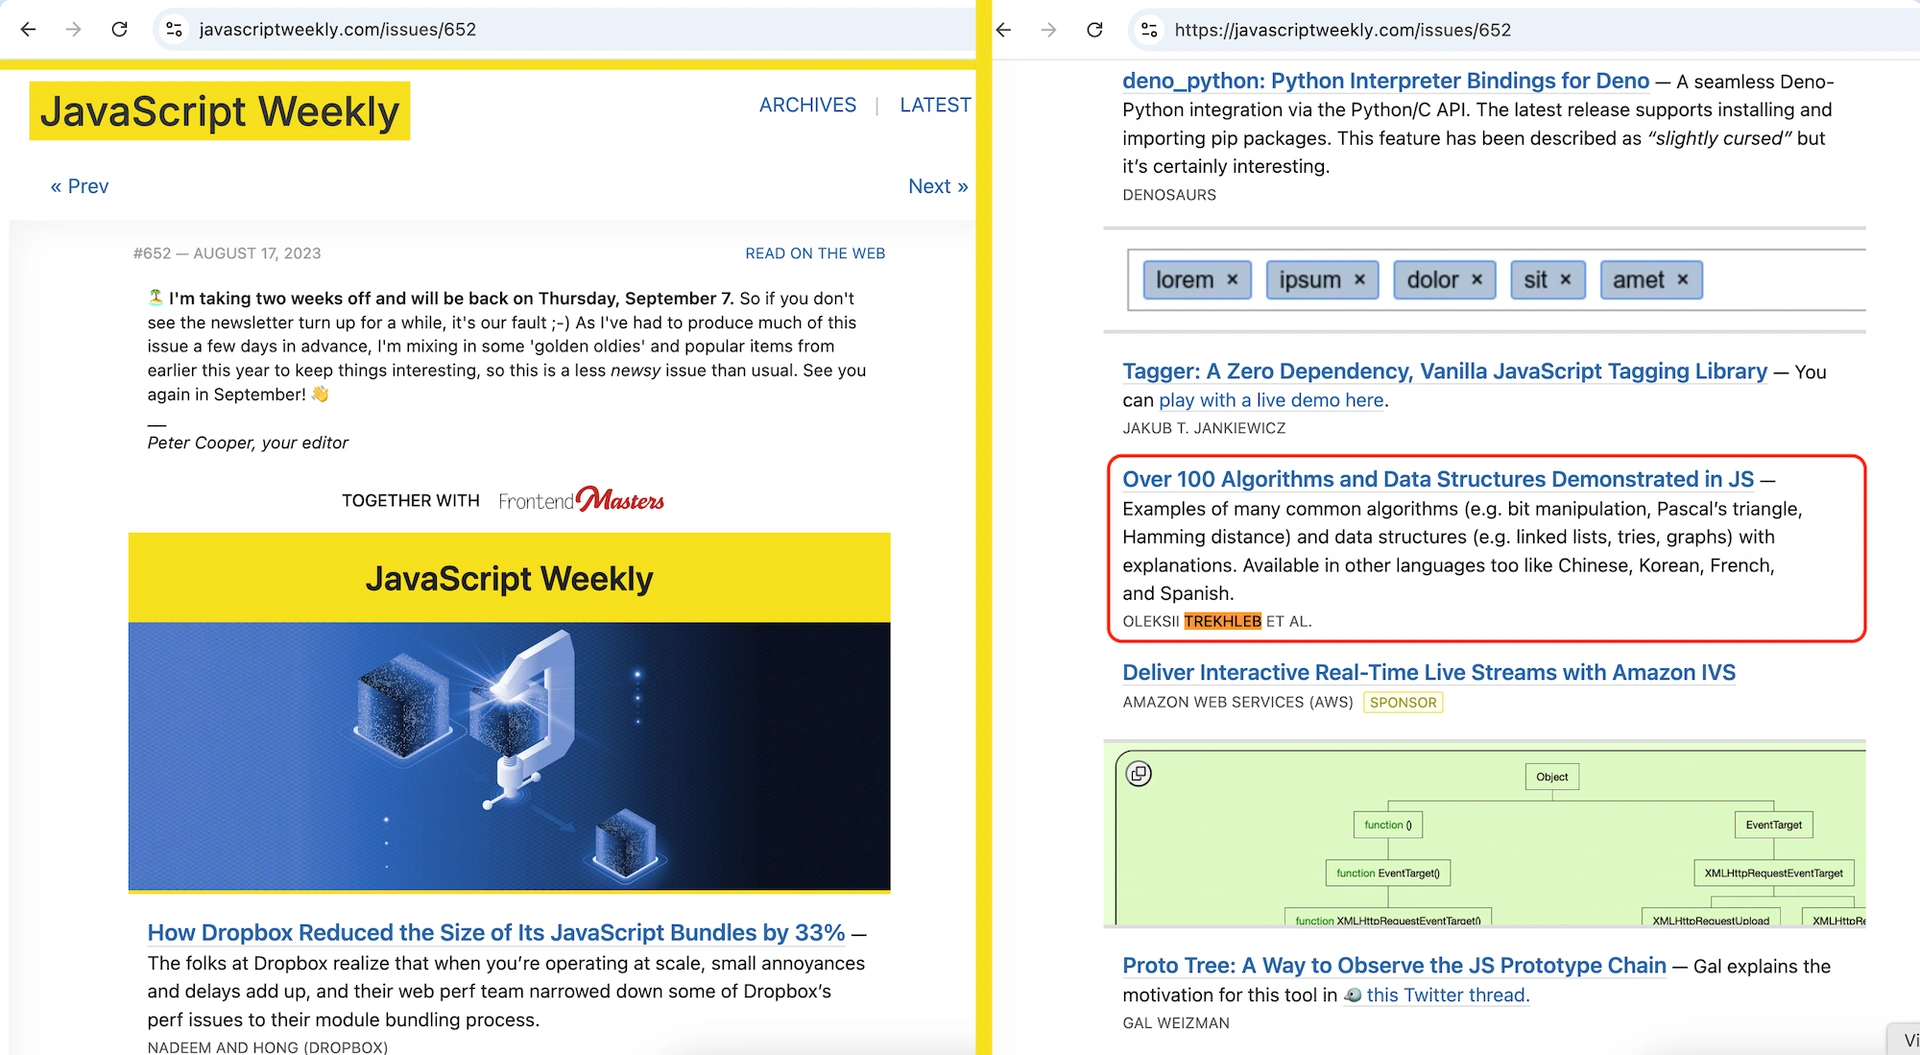 javascriptweekly.com/issues/652
JavaScript Weekly
ARCHIVES | LATEST
« Prev
Next »
#652 — AUGUST 17, 2023
READ ON THE WEB
🏝 I'm taking two weeks off and will be back on Thursday, September 7. So if you don't
see the newsletter turn up for a while, it's our fault ;-) As I've had to produce much of this
issue a few days in advance, I'm mixing in some 'golden oldies' and popular items from
earlier this year to keep things interesting, so this is a less newsy issue than usual. See you
again in September! 👋
__
Peter Cooper, your editor
TOGETHER WITH FrontendMasters
JavaScript Weekly
How Dropbox Reduced the Size of Its JavaScript Bundles by 33% —
The folks at Dropbox realize that when you’re operating at scale, small annoyances
and delays add up, and their web perf team narrowed down some of Dropbox’s
perf issues to their module bundling process.
NADEEM AND HONG (DROPBOX)
https://javascriptweekly.com/issues/652
deno_python: Python Interpreter Bindings for Deno — A seamless Deno-
Python integration via the Python/C API. The latest release supports installing and
importing pip packages. This feature has been described as “slightly cursed” but
it’s certainly interesting.
DENOSAURS
lorem × ipsum × dolor × sit × amet ×
Tagger: A Zero Dependency, Vanilla JavaScript Tagging Library — You
can play with a live demo here.
JAKUB T. JANKIEWICZ
Over 100 Algorithms and Data Structures Demonstrated in JS —
Examples of many common algorithms (e.g. bit manipulation, Pascal’s triangle,
Hamming distance) and data structures (e.g. linked lists, tries, graphs) with
explanations. Available in other languages too like Chinese, Korean, French,
and Spanish.
OLEKSII TREKHLEB ET AL.
Deliver Interactive Real-Time Live Streams with Amazon IVS
AMAZON WEB SERVICES (AWS) SPONSOR
Object
function () EventTarget
function EventTarget() XMLHttpRequestEventTarget
function XMLHttpRequestEventTarget() XMLHttpRequestUpload XMLHttpRe
Proto Tree: A Way to Observe the JS Prototype Chain — Gal explains the
motivation for this tool in this Twitter thread.
GAL WEIZMAN
Vi